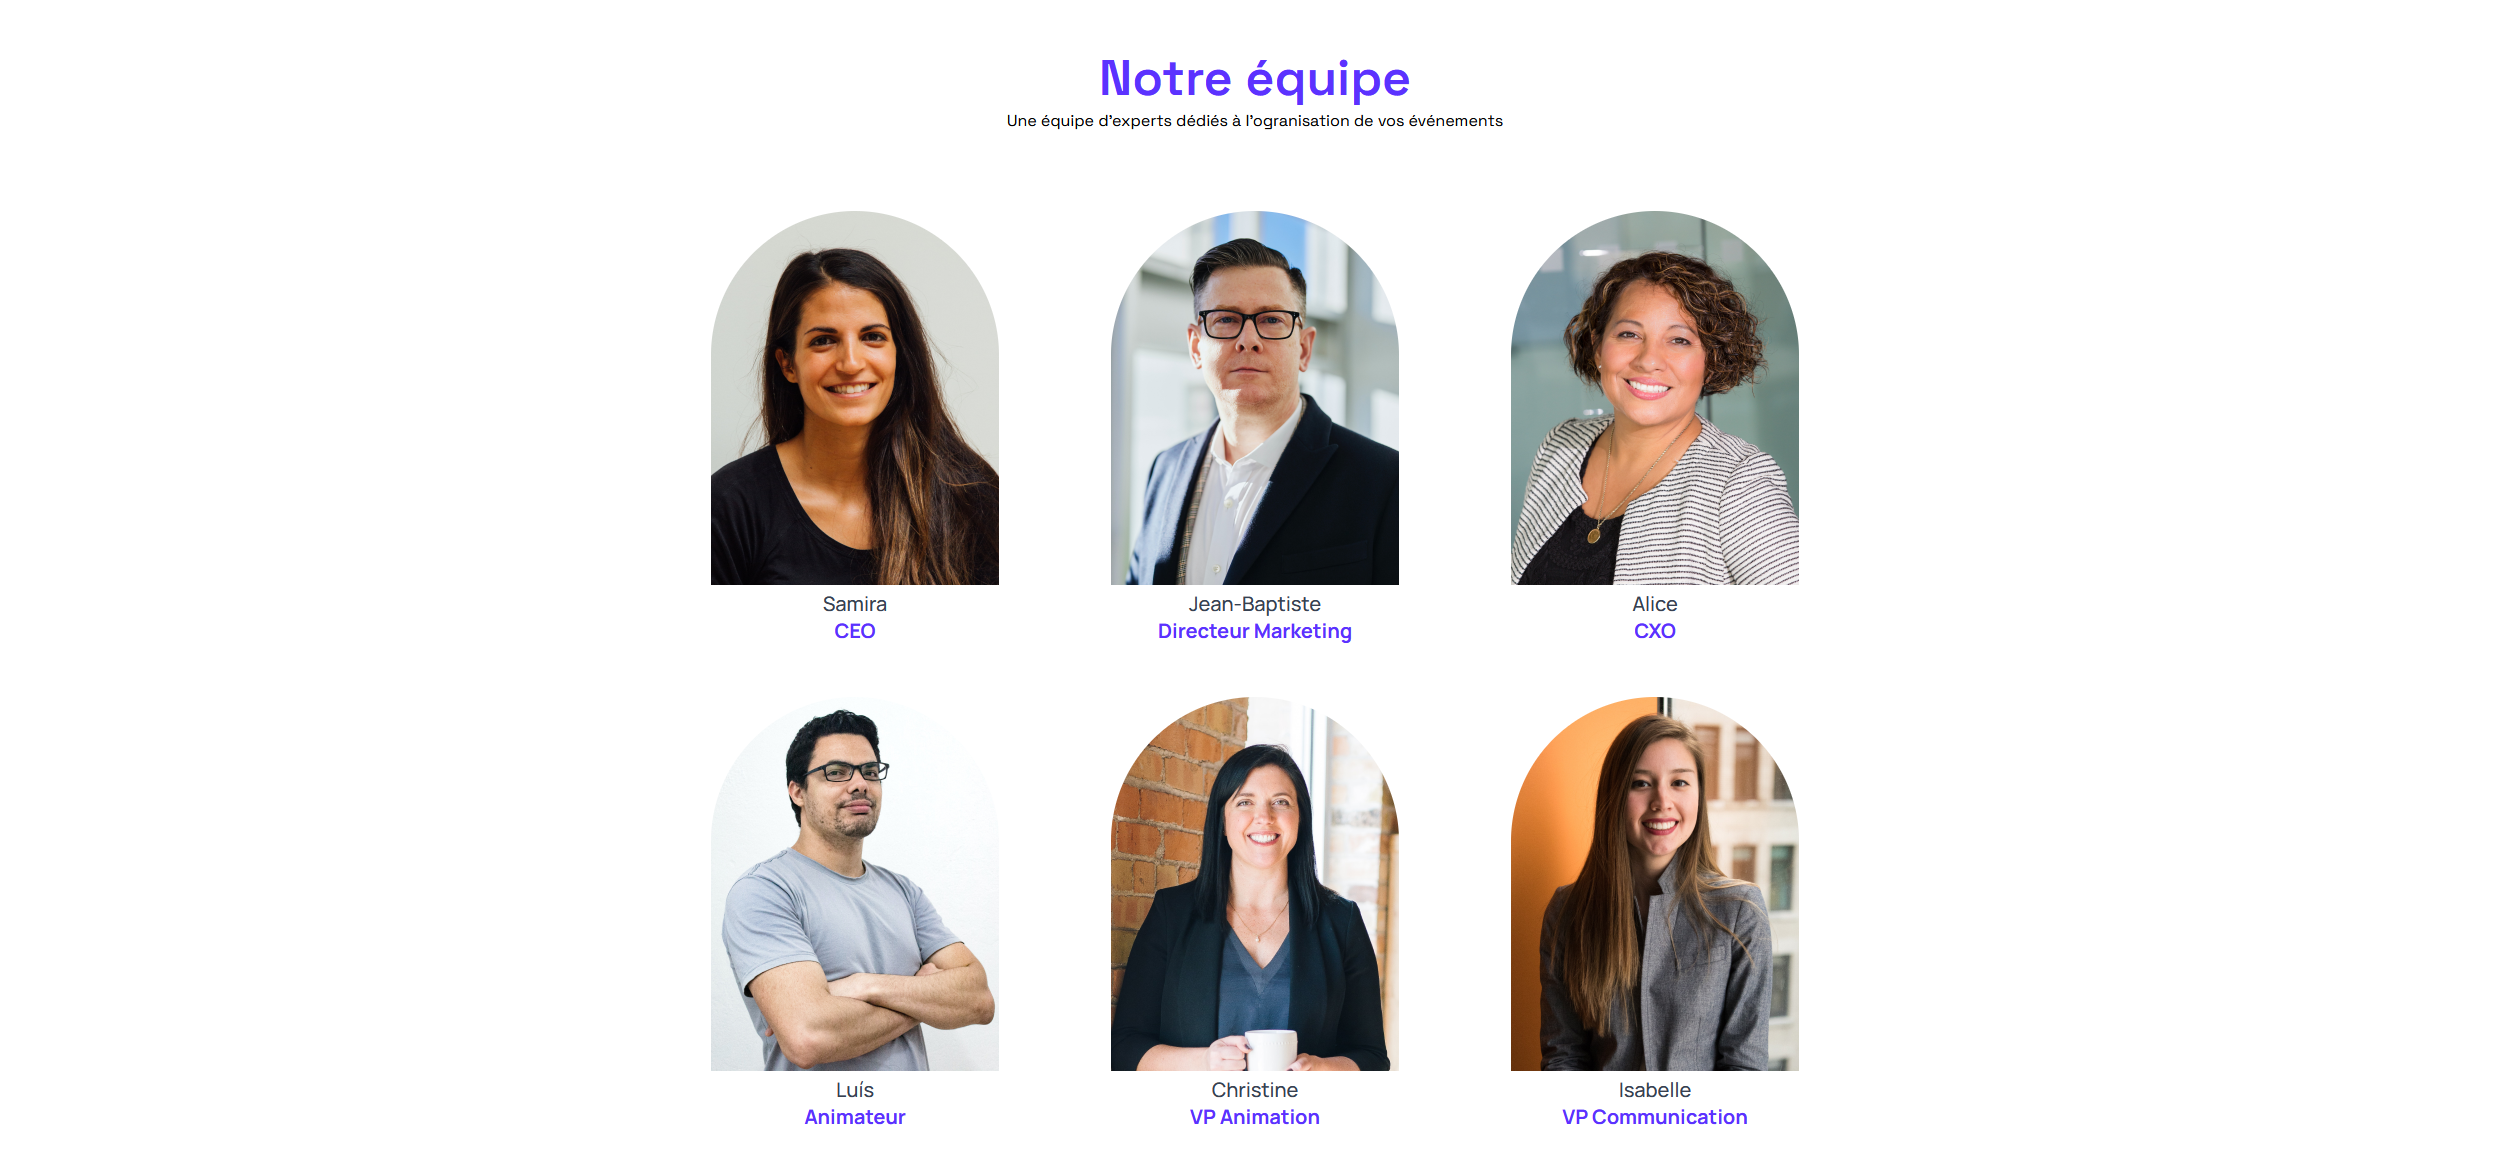 Notre équipe
Une équipe d'experts dédiés à l'ogranisation de vos événements
Samira
CEO
Jean-Baptiste
Directeur Marketing
Alice
CXO
Luís
Animateur
Christine
VP Animation
Isabelle
VP Communication